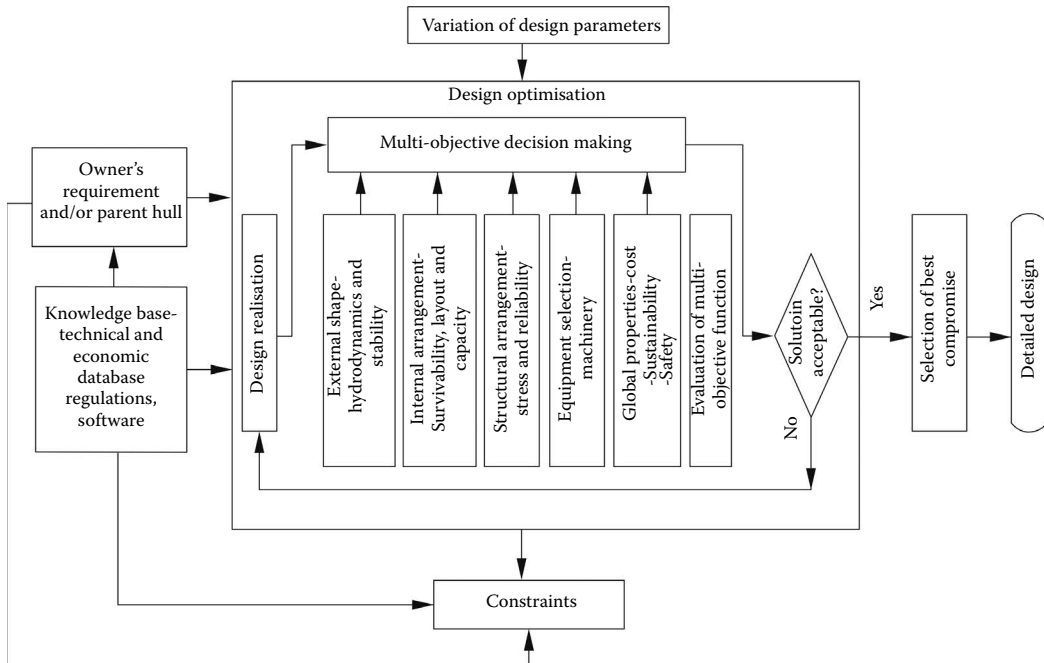 Variation of design parameters
Design optimisation
Multi-objective decision making
Owner's
requirement
and/or parent hull
Knowledge base-
technical and
economic
database
regulations,
software
Design realisation
External shape-
hydrodynamics and
stability
Internal arrangement-
Survivability, layout and
capacity
Structural arrangement-
stress and reliability
Equipment selection-
machinery
Global properties-cost
-Sustainability
-Safety
Evaluation of multi-
objective function
Solutoin
acceptable?
Yes
No
Selection of best
compromise
Detailed design
Constraints